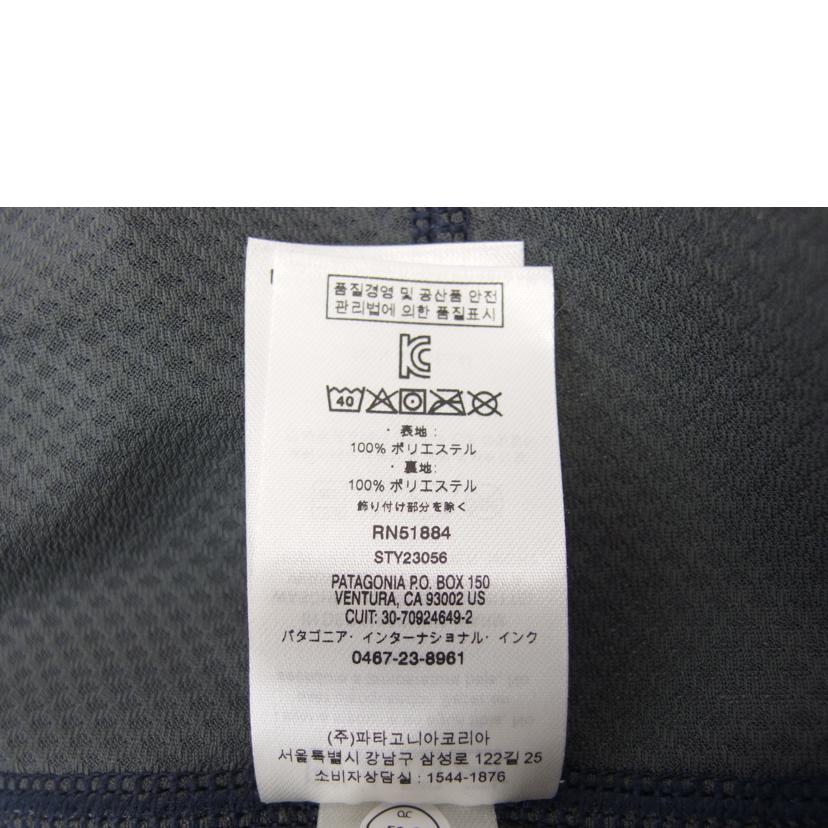 품질경영 및 공산품 안전
관리법에 의한 품질표시
40
・表地:
100% ポリエステル
・裏地:
100% ポリエステル
飾り付け部分を除く
RN51884
STY23056
PATAGONIA P.O. BOX 150
VENTURA, CA 93002 US
CUIT: 30-70924649-2
パタゴニア・インターナショナル・インク
0467-23-8961
(주)파타고니아코리아
서울특별시 강남구 삼성로 122길 25
소비자상담실 : 1544-1876
QC